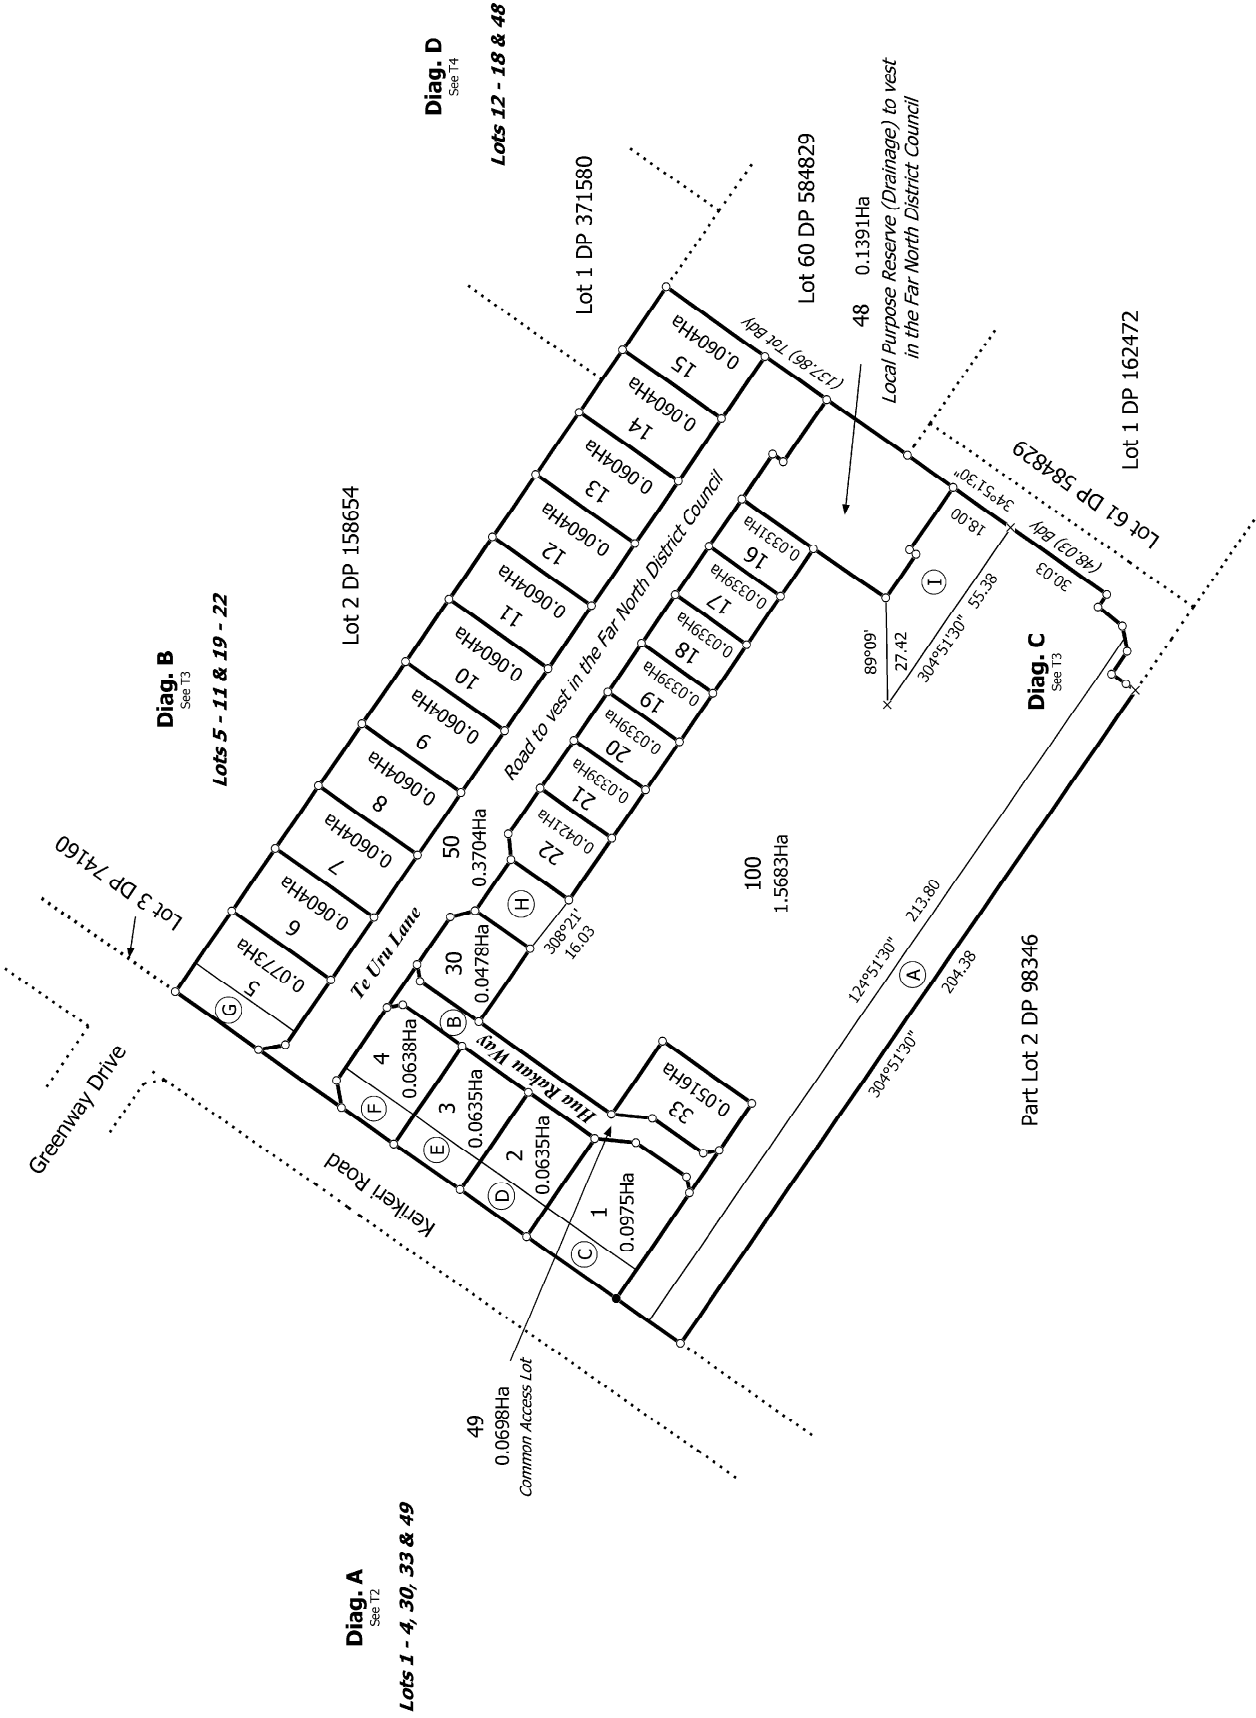 Diag. A
See T2
Lots 1 - 4, 30, 33 & 49
Diag. B
See T3
Lots 5 - 11 & 19 - 22
Diag. D
See T4
Lots 12 - 18 & 48
Diag. C
See T3
Greenway Drive
Kerikeri Road
Lot 3 DP 74160
Lot 2 DP 158654
Lot 1 DP 371580
Lot 60 DP 584829
48 0.1391Ha
Local Purpose Reserve (Drainage) to vest
in the Far North District Council
Lot 1 DP 162472
Lot 61 DP 584829
Part Lot 2 DP 98346
49
0.0698Ha
Common Access Lot
Te Uru Lane
50
0.3704Ha
Road to vest in the Far North District Council
Hua Rakau Way
1
0.0975Ha
C
2
0.0635Ha
D
3
0.0635Ha
E
4
0.0638Ha
F
5
0.0773Ha
G
6
0.0604Ha
7
0.0604Ha
8
0.0604Ha
9
0.0604Ha
10
0.0604Ha
11
0.0604Ha
12
0.0604Ha
13
0.0604Ha
14
0.0604Ha
15
0.0604Ha
16
0.0331Ha
17
0.0339Ha
18
0.0339Ha
19
0.0339Ha
20
0.0339Ha
21
0.0339Ha
22
0.0421Ha
H
30
0.0478Ha
B
33
0.0516Ha
100
1.5683Ha
308°21'
16.03
(137.86) Tot Bdy
34°51'30"
(48.03) Bdy
18.00
30.03
I
89°09'
27.42
304°51'30" 55.38
124°51'30" 213.80
A
304°51'30" 204.38